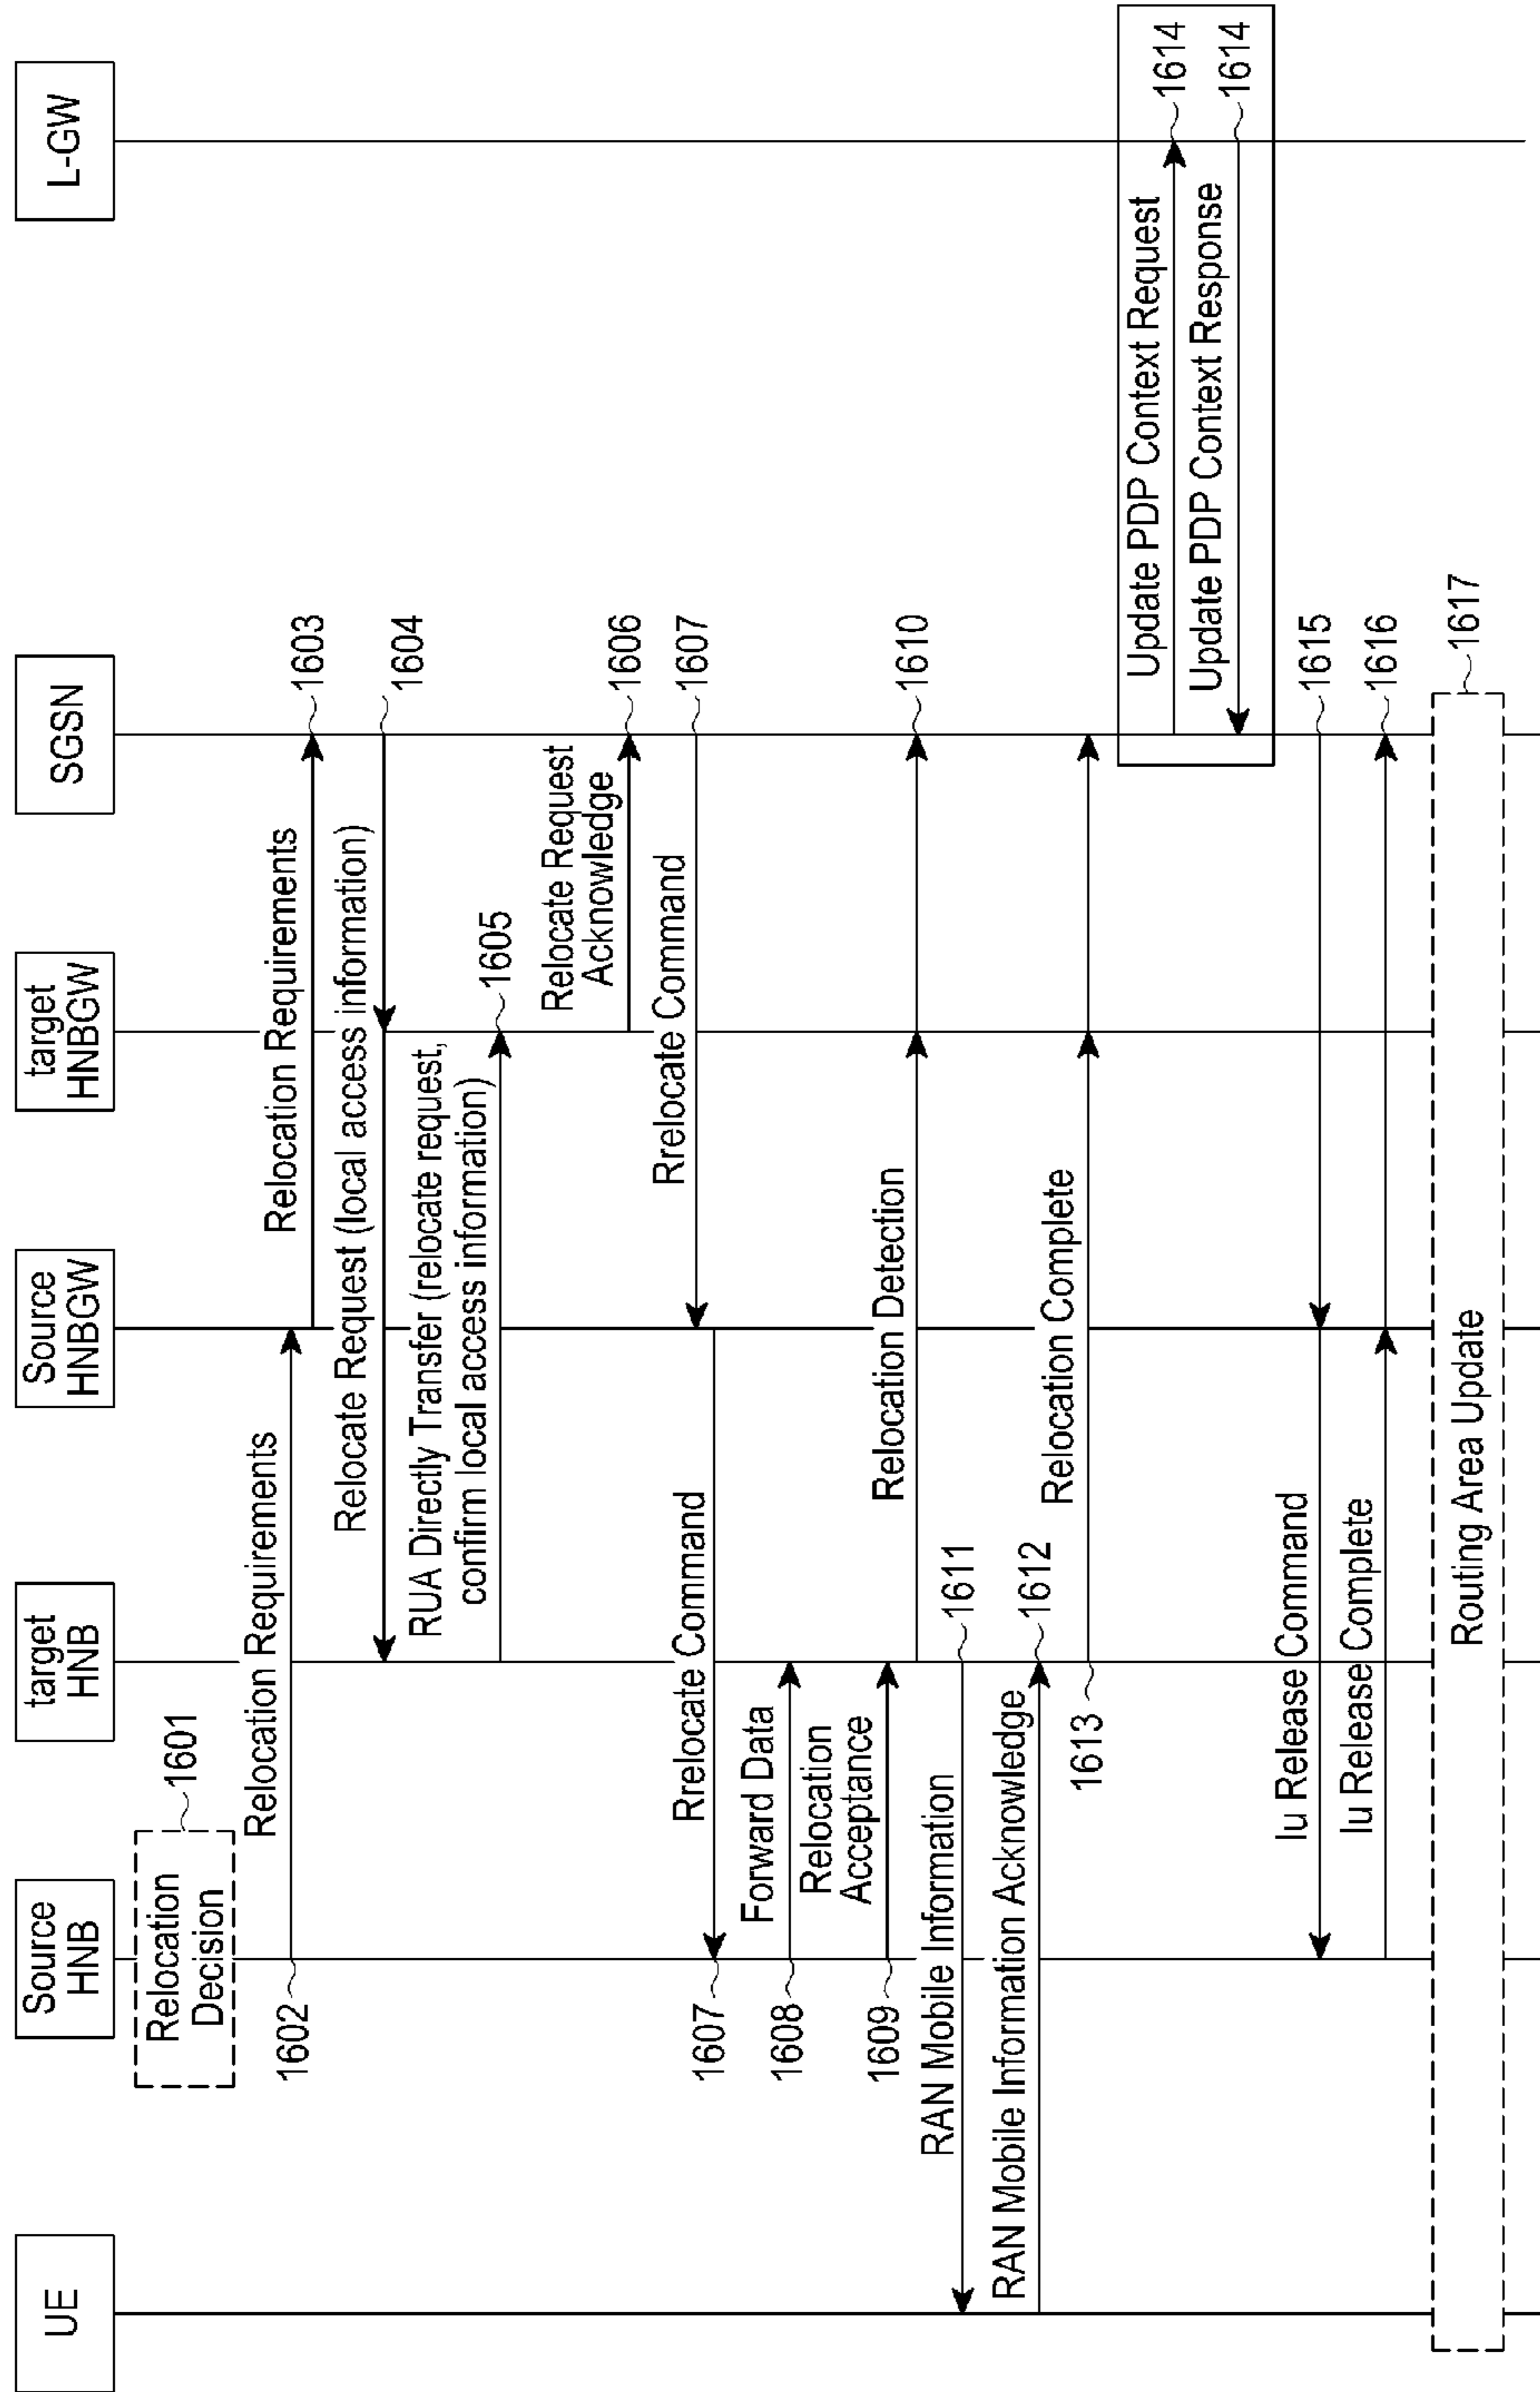 UE
Source
HNB
target
HNB
Source
HNBGW
target
HNBGW
SGSN
L-GW
Relocation
Decision
1601
Relocation Requirements
1602
Relocation Requirements
1603
Relocate Request (local access information)
1604
RUA Directly Transfer (relocate request,
confirm local access information)
1605
Relocate Request
Acknowledge
1606
Rrelocate Command
1607
Rrelocate Command
1607
Forward Data
1608
Relocation
Acceptance
1609
Relocation Detection
1610
RAN Mobile Information
1611
RAN Mobile Information Acknowledge
1612
Relocation Complete
1613
Update PDP Context Request
1614
Update PDP Context Response
1614
Iu Release Command
1615
Iu Release Complete
1616
Routing Area Update
1617